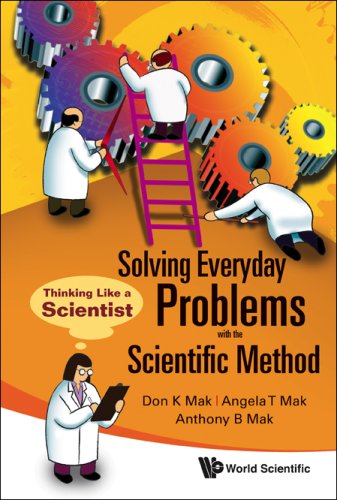 Solving Everyday
Thinking Like a
Scientist
Problems
with the
Scientific Method
Don K Mak | Angela T Mak
Anthony B Mak
World Scientific